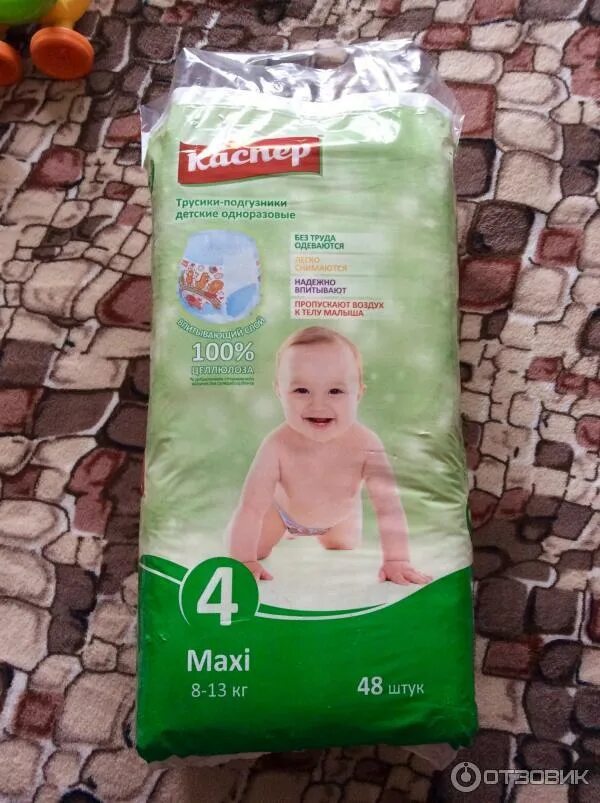 Каспер
Трусики-подгузники
детские одноразовые
БЕЗ ТРУДА
ОДЕВАЮТСЯ
ЛЕГКО
СНИМАЮТСЯ
НАДЕЖНО
ВПИТЫВАЮТ
ПРОПУСКАЮТ ВОЗДУХ
К ТЕЛУ МАЛЫША
ВПИТЫВАЮЩИЙ СЛОЙ
100%
ЦЕЛЛЮЛОЗА
4
Maxi
8-13 кг
48 штук
ОТЗОВИК